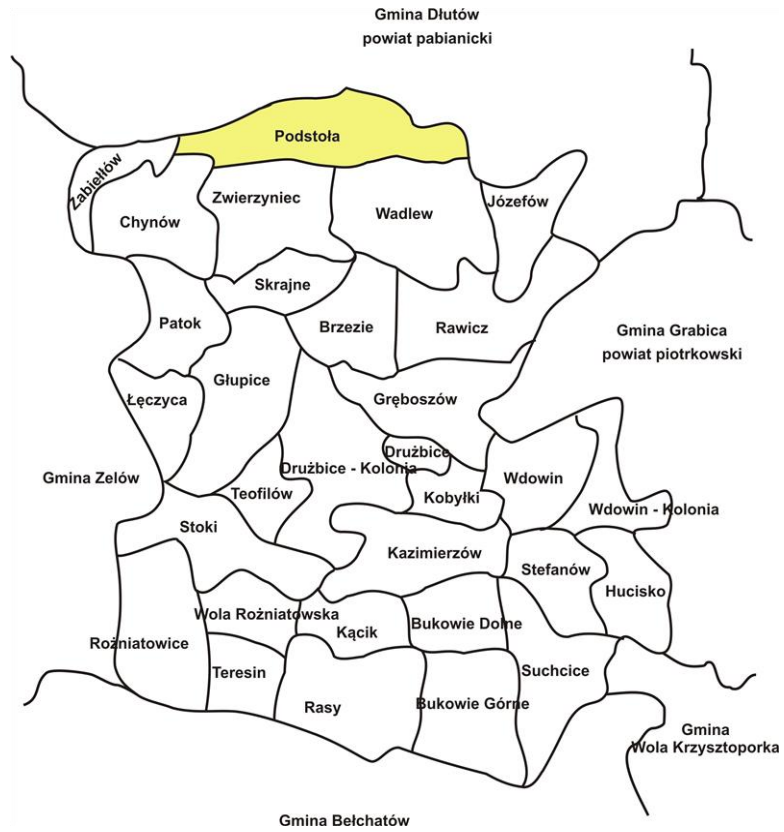 Gmina Dłutów
powiat pabianicki
Podstoła
Zabiełłów
Chynów
Zwierzyniec
Wadlew
Józefów
Skrajne
Patok
Brzezie
Rawicz
Gmina Grabica
powiat piotrkowski
Głupice
Łęczyca
Gręboszów
Drużbice
Drużbice - Kolonia
Gmina Zelów
Teofilów
Kobyłki
Wdowin
Wdowin - Kolonia
Stoki
Kazimierzów
Stefanów
Hucisko
Wola Rożniatowska
Rożniatowice
Kącik
Bukowie Dolne
Teresin
Suchcice
Rasy
Bukowie Górne
Gmina
Wola Krzysztoporka
Gmina Bełchatów